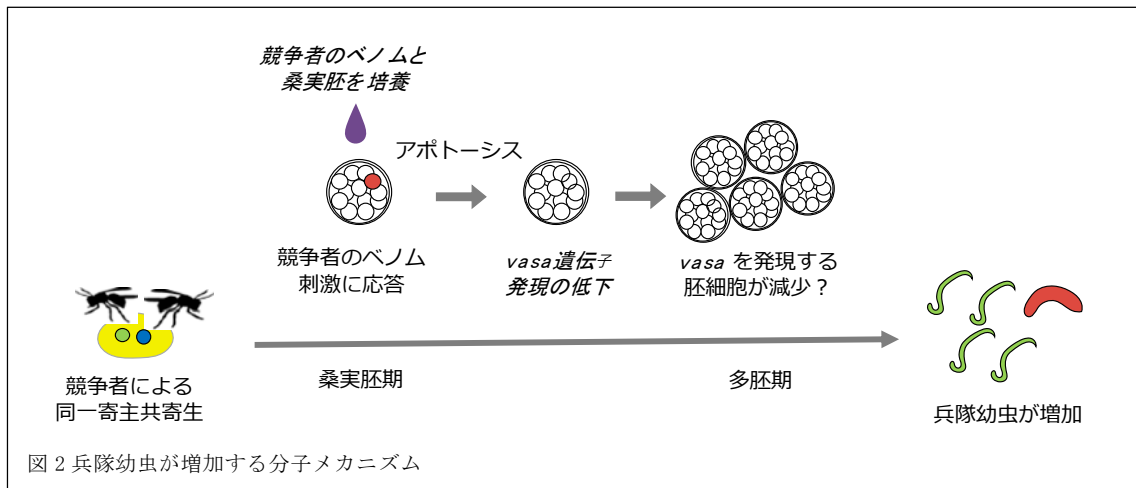 競争者のベノムと
桑実胚を培養
アポトーシス
競争者のベノム
刺激に応答
vasa遺伝子
発現の低下
vasa を発現する
胚細胞が減少？
競争者による
同一寄主共寄生
桑実胚期
多胚期
兵隊幼虫が増加
図 2 兵隊幼虫が増加する分子メカニズム